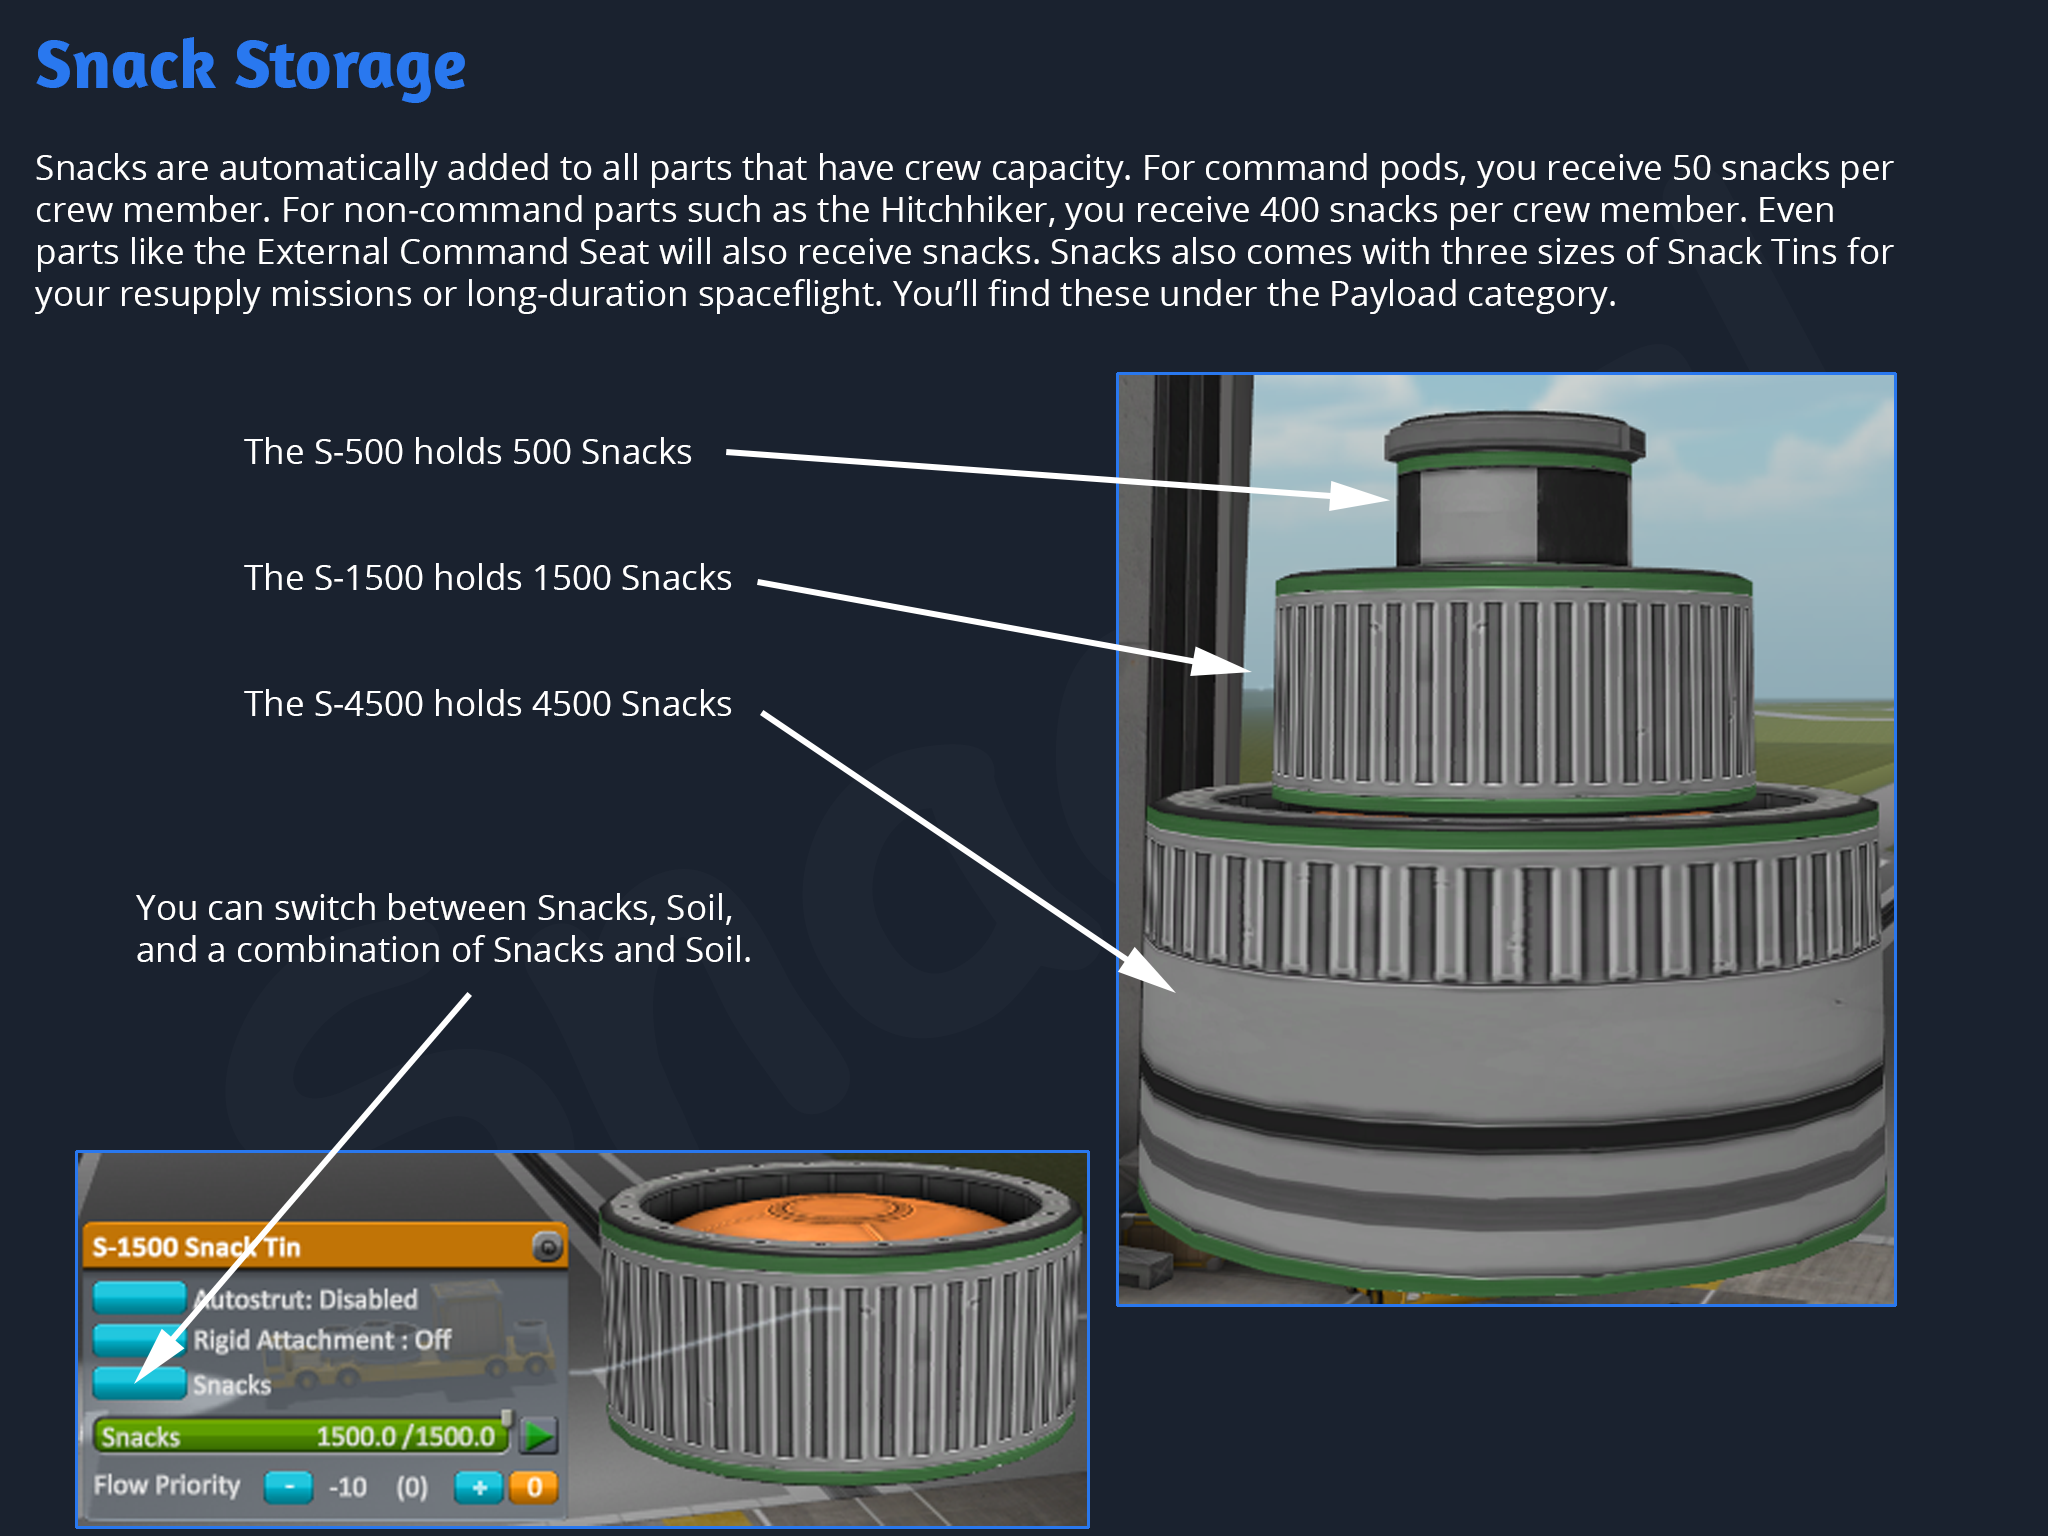 Snack Storage
Snacks are automatically added to all parts that have crew capacity. For command pods, you receive 50 snacks per
crew member. For non-command parts such as the Hitchhiker, you receive 400 snacks per crew member. Even
parts like the External Command Seat will also receive snacks. Snacks also comes with three sizes of Snack Tins for
your resupply missions or long-duration spaceflight. You’ll find these under the Payload category.
The S-500 holds 500 Snacks
The S-1500 holds 1500 Snacks
The S-4500 holds 4500 Snacks
You can switch between Snacks, Soil,
and a combination of Snacks and Soil.
S-1500 Snack Tin
Autostrut: Disabled
Rigid Attachment : Off
Snacks
Snacks 1500.0 /1500.0
Flow Priority - -10 (0) + 0